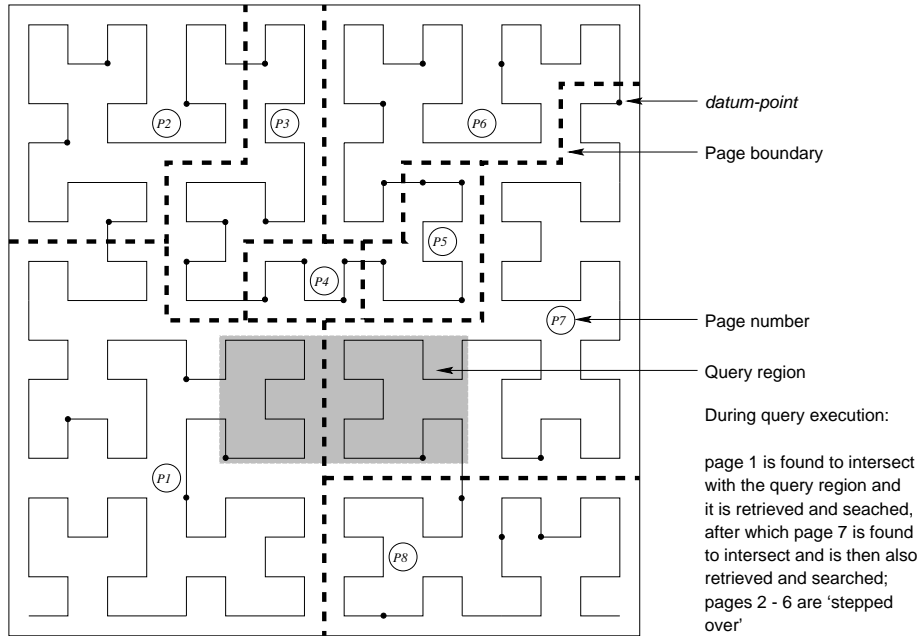 P2
P3
P6
datum-point
Page boundary
P5
P4
P7
Page number
Query region
During query execution:
P1
page 1 is found to intersect
with the query region and
it is retrieved and seached,
after which page 7 is found
to intersect and is then also
retrieved and searched;
pages 2 - 6 are ‘stepped
over’
P8